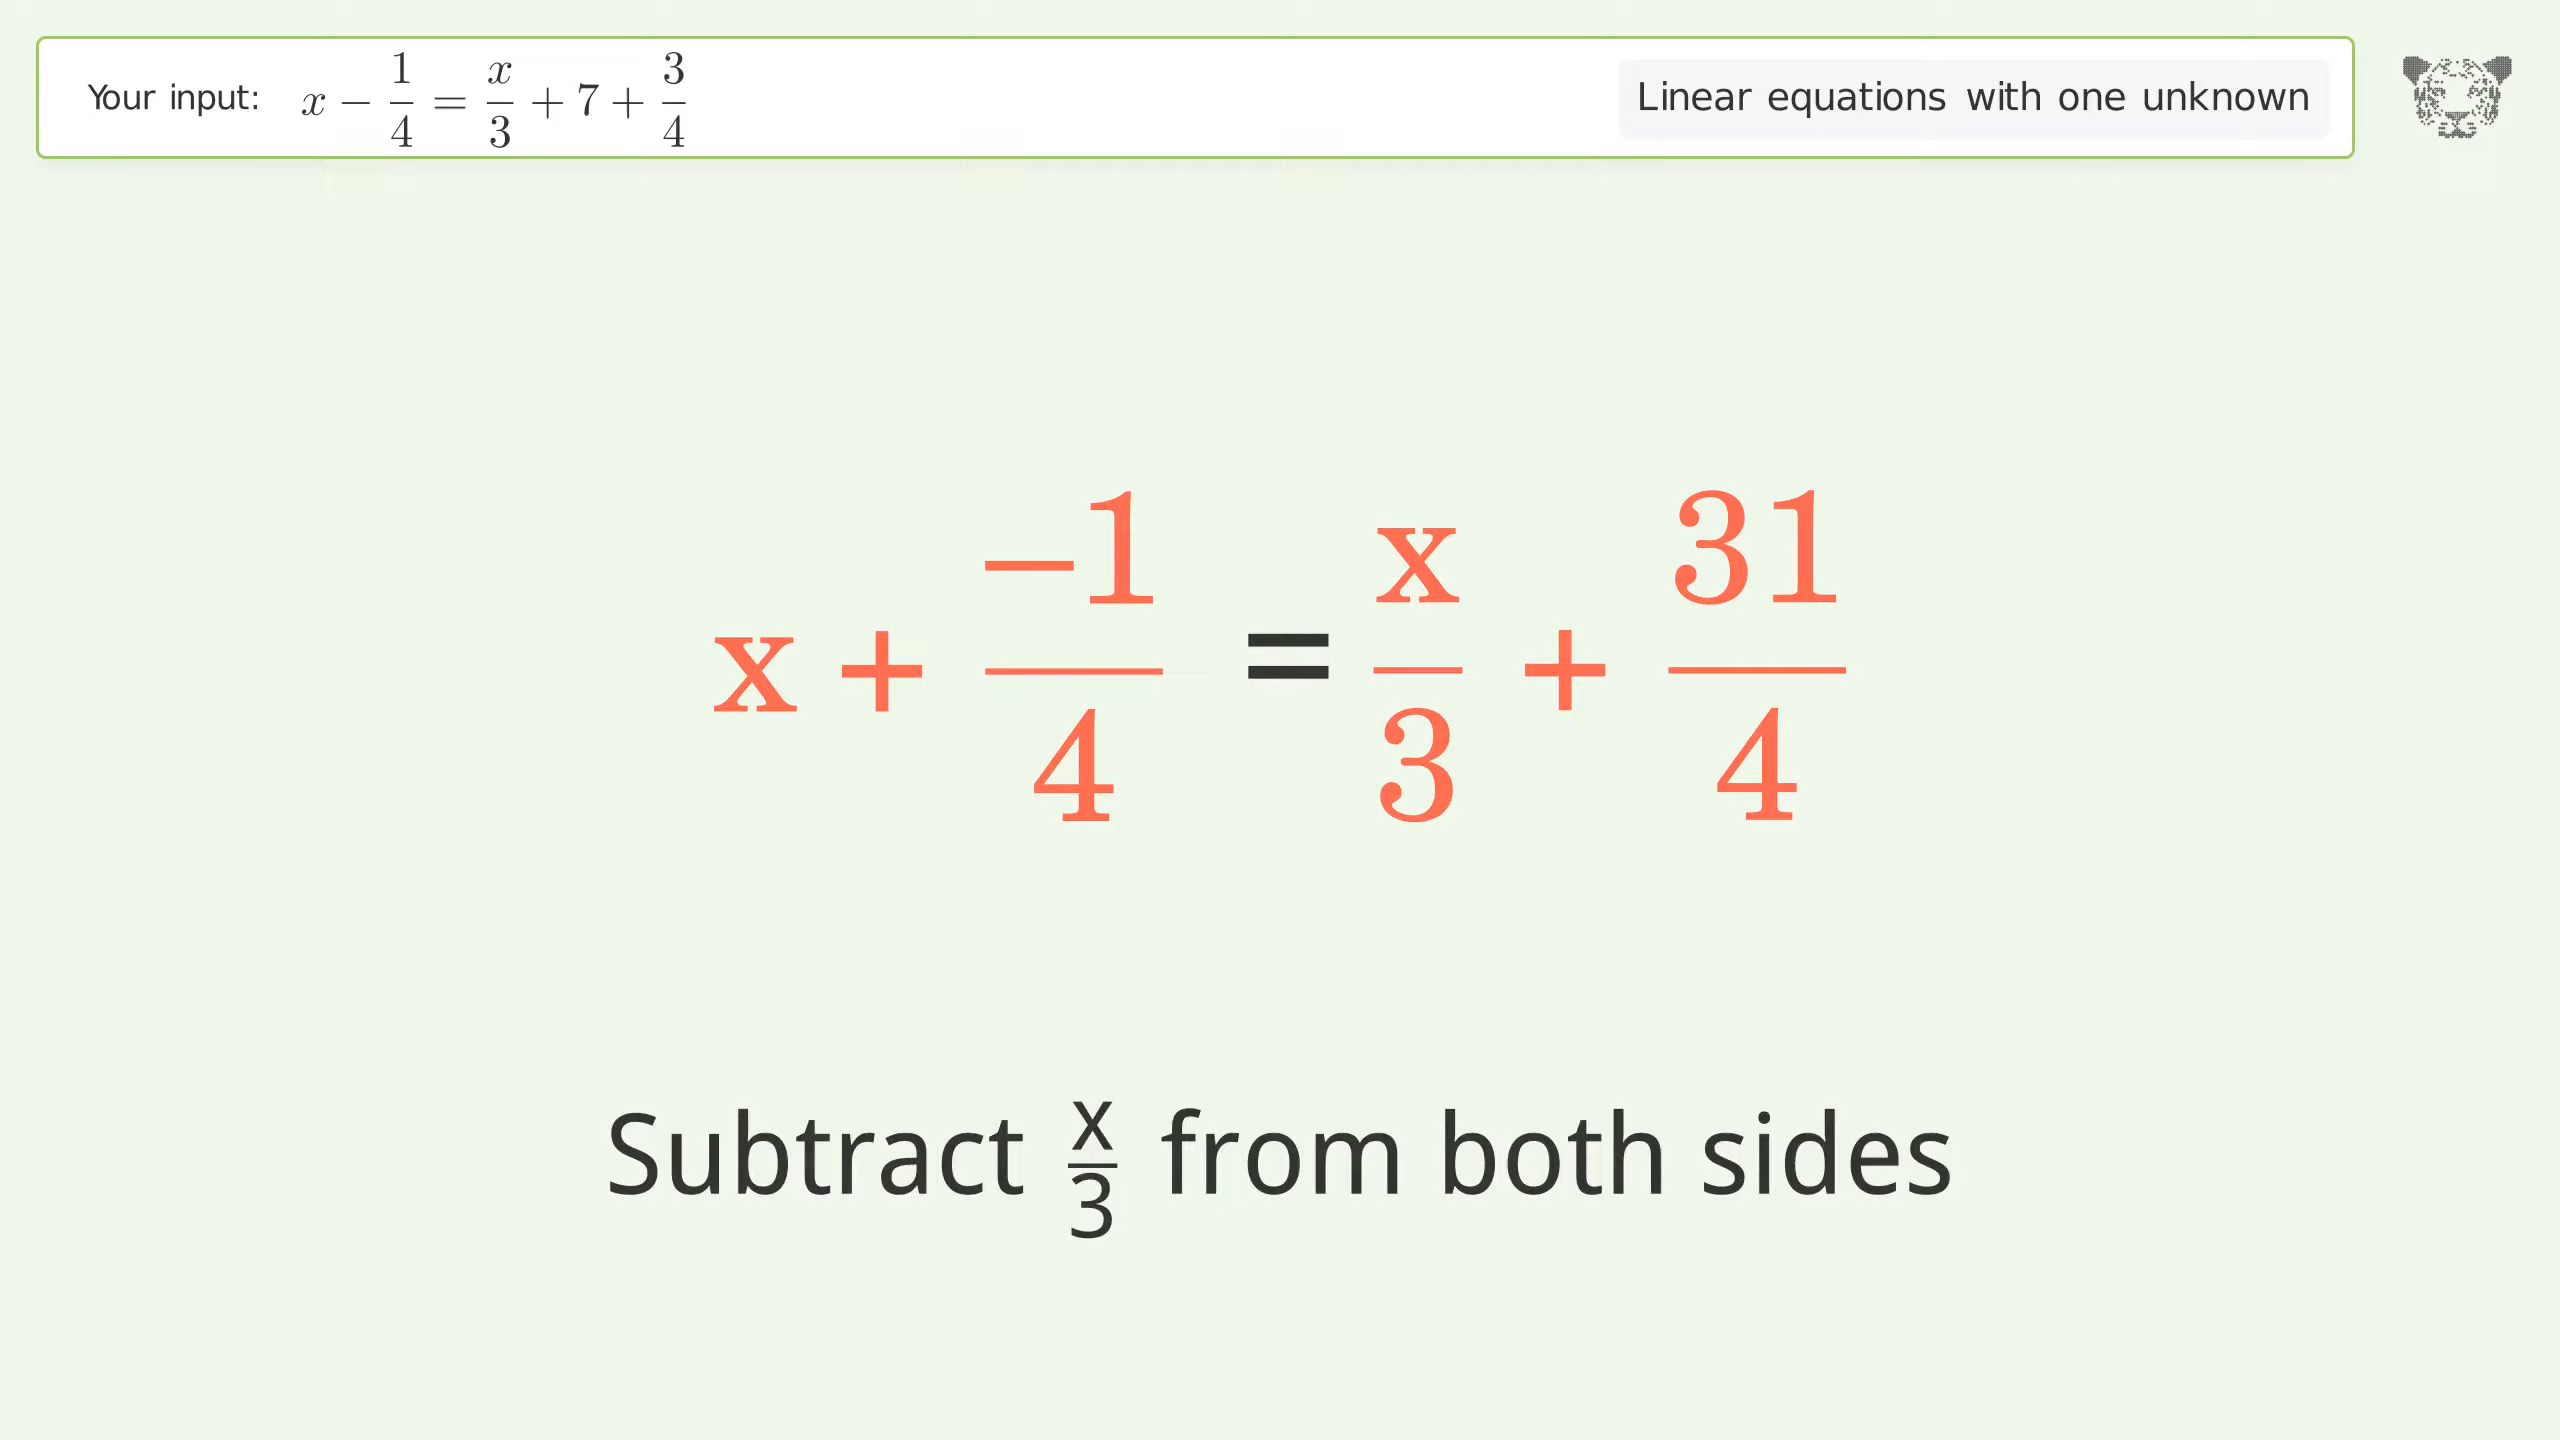 Your input: x − 1/4 = x/3 + 7 + 3/4
Linear equations with one unknown
x + −1/4 = x/3 + 31/4
Subtract x/3 from both sides